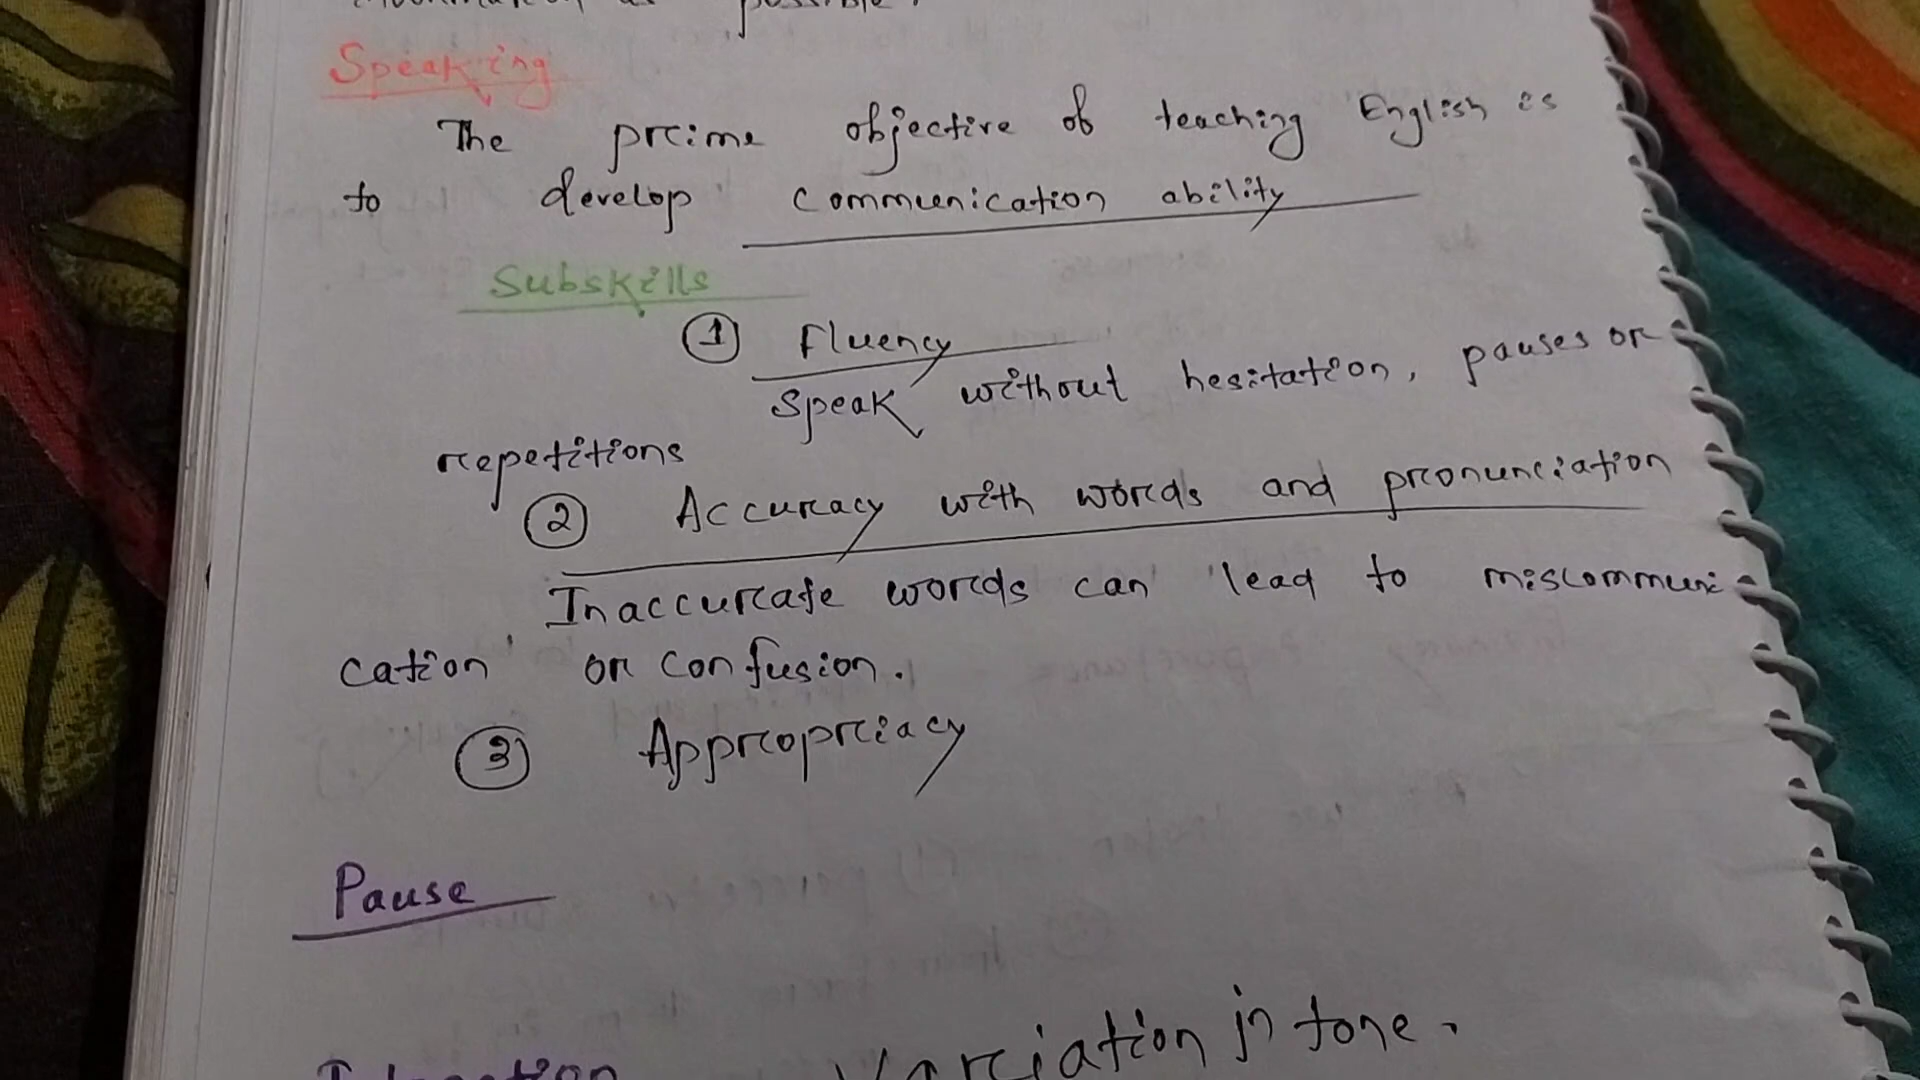 possible.
Speaking
The prime objective of teaching English is
to develop communication ability
Subskills
① Fluency
Speak without hesitation, pauses or
repetitions
② Accuracy with words and pronunciation
Inaccurate words can lead to miscommuni
cation or confusion.
③ Appropriacy
Pause
Variation in tone.